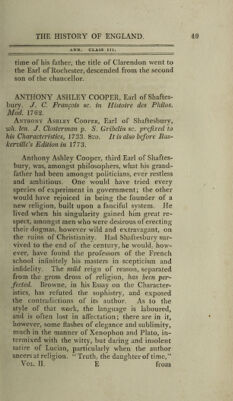 THE HISTORY OF ENGLAND. 49
ANN. CLASS III.
time of his father, the title of Clarendon went to
the Earl of Rochester, descended from the second
son of the chancellor.
ANTHONY ASHLEY COOPER, Earl of Shaftes-
bury. J. C. François sc. in Histoire des Philos.
Mod. 1762.
Anthony Ashley Cooper, Earl of Shaftesbury,
wh. len. J. Closterman p. S. Gribelin sc. prefixed to
his Characteristics, 1733. 8vo. It is also before Bas-
kerville's Edition in 1773.
Anthony Ashley Cooper, third Earl of Shaftes-
bury, was, amongst philosophers, what his grand-
father had been amongst politicians, ever restless
and ambitious. One would have tried every
species of experiment in government; the other
would have rejoiced in being the founder of a
new religion, built upon a fanciful system. He
lived when his singularity gained him great re-
spect, amongst men who were desirous of erecting
their dogmas, however wild and extravagant, on
the ruins of Christianity. Had Shaftesbury sur-
vived to the end of the century, he would, how-
ever, have found the professors of the French
school infinitely his masters in scepticism and
infidelity. The mild reign of reason, separated
from the gross dross of religion, has been per-
fected. Browne, in his Essay on the Character-
istics, has refuted the sophistry, and exposed
the contradictions of its author. As to the
style of that work, the language is laboured,
and is often lost in affectation; there are in it,
however, some flashes of elegance and sublimity,
much in the manner of Xenophon and Plato, in-
termixed with the witty, but daring and insolent
satire of Lucian, particularly when the author
sneers at religion. "Truth, the daughter of time,"
Vol. II. E from